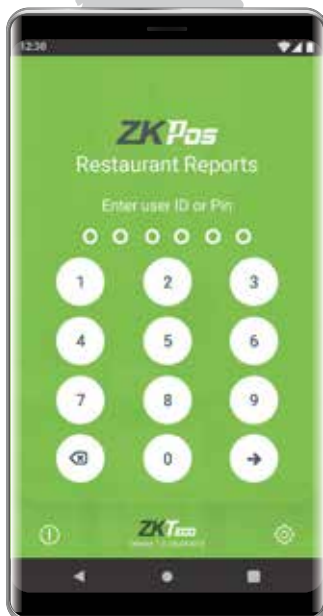 12:30
ZKPos
Restaurant Reports
Enter user ID or Pin
1 2 3
4 5 6
7 8 9
0
ZKTeco